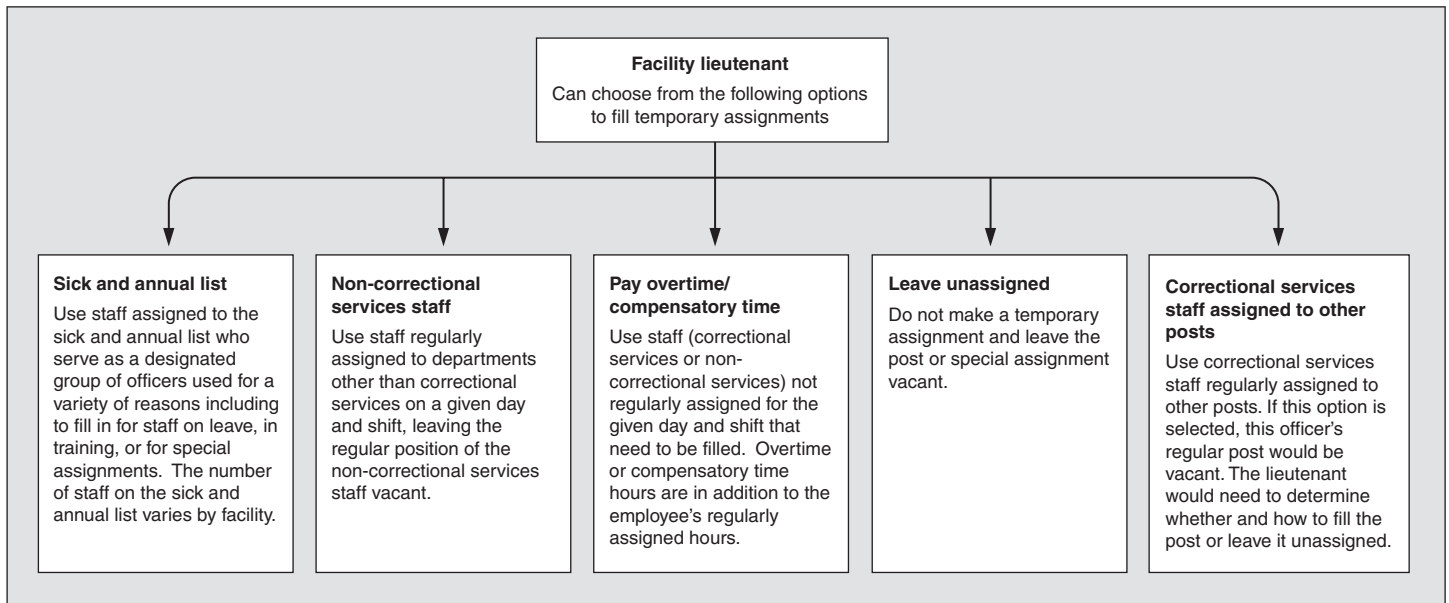 Facility lieutenant
Can choose from the following options
to fill temporary assignments
Sick and annual list
Use staff assigned to the
sick and annual list who
serve as a designated
group of officers used for a
variety of reasons including
to fill in for staff on leave, in
training, or for special
assignments. The number
of staff on the sick and
annual list varies by facility.
Non-correctional
services staff
Use staff regularly
assigned to departments
other than correctional
services on a given day
and shift, leaving the
regular position of the
non-correctional services
staff vacant.
Pay overtime/
compensatory time
Use staff (correctional
services or non-
correctional services) not
regularly assigned for the
given day and shift that
need to be filled. Overtime
or compensatory time
hours are in addition to the
employee's regularly
assigned hours.
Leave unassigned
Do not make a temporary
assignment and leave the
post or special assignment
vacant.
Correctional services
staff assigned to other
posts
Use correctional services
staff regularly assigned to
other posts. If this option is
selected, this officer's
regular post would be
vacant. The lieutenant
would need to determine
whether and how to fill the
post or leave it unassigned.